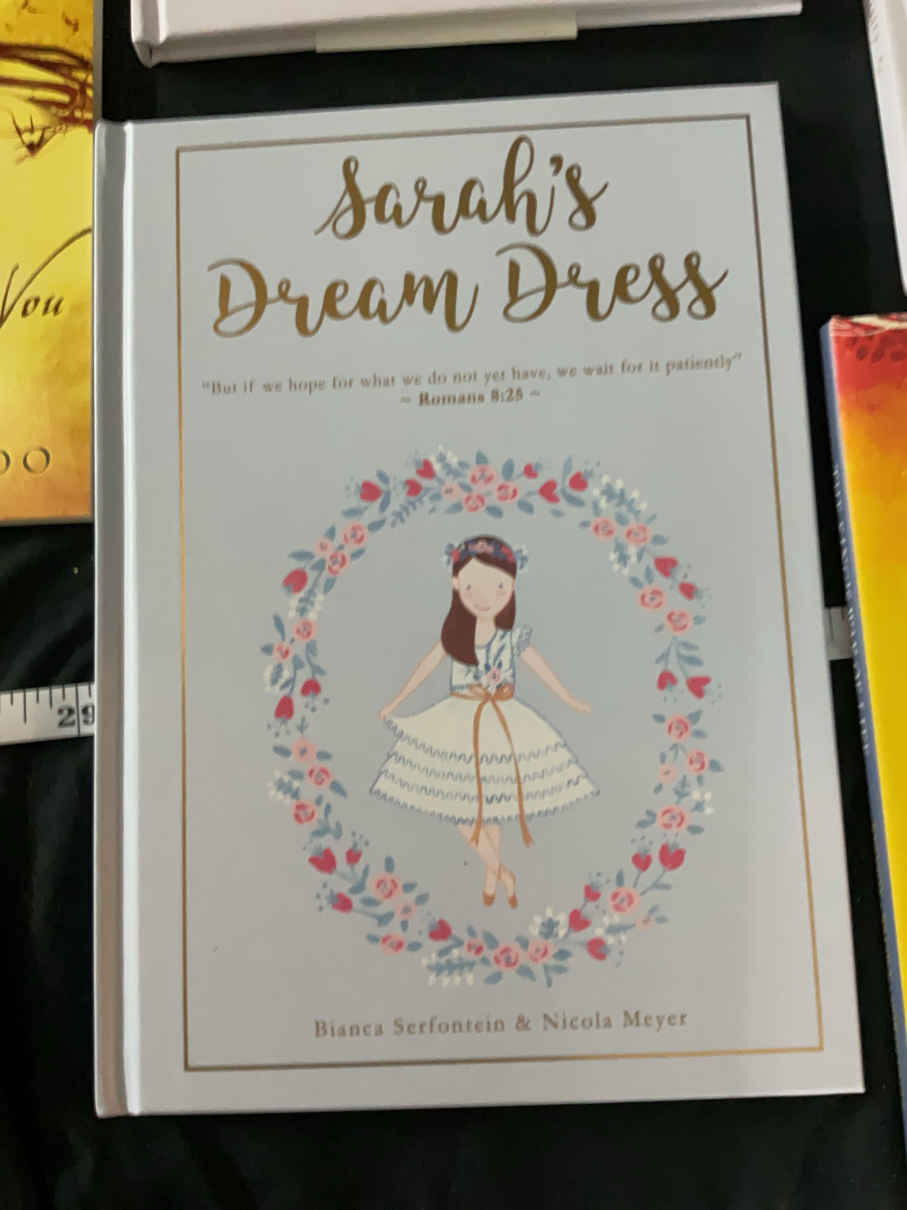 Sarah's
Dream Dress
"But if we hope for what we do not yet have, we wait for it patiently"
~ Romans 8:25 ~
Bianca Serfontein & Nicola Meyer
You
29